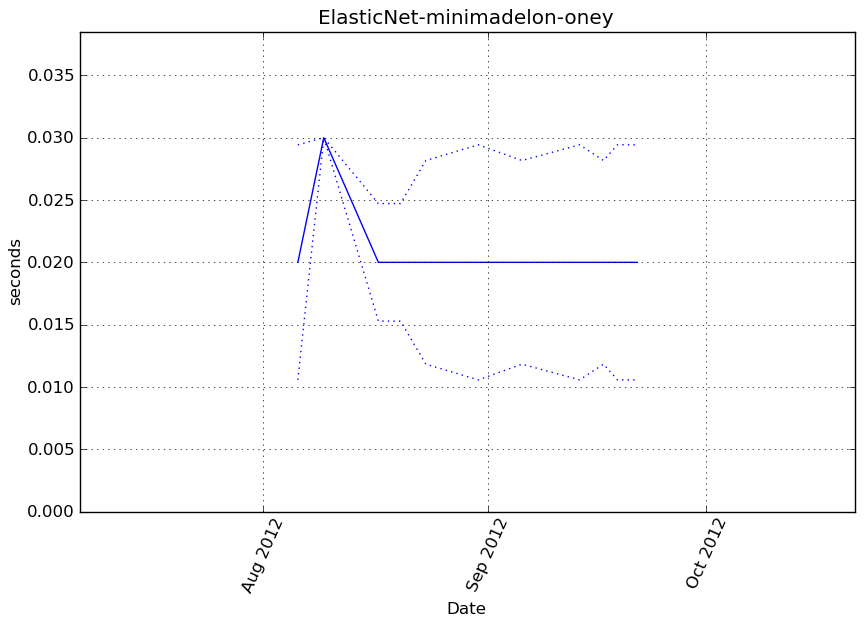 ElasticNet-minimadelon-oney
0.035
0.030
0.025
0.020
0.015
0.010
0.005
0.000
seconds
Aug 2012
Sep 2012
Oct 2012
Date